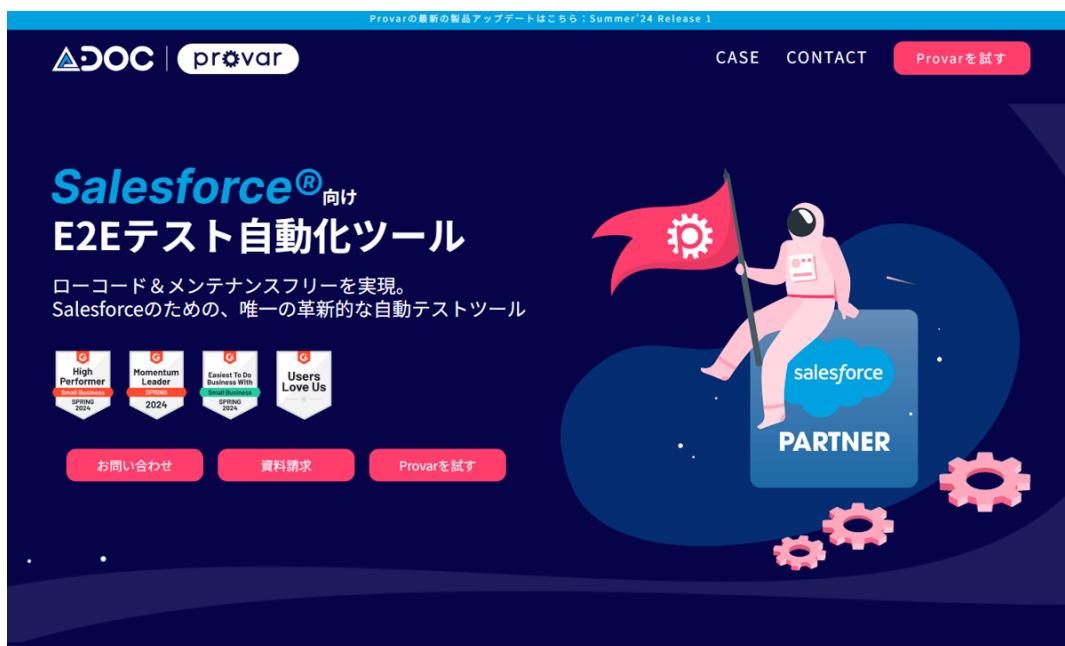 Provarの最新の製品アップデートはこちら：Summer'24 Release 1
ADOC provar
CASE CONTACT Provarを試す
Salesforce®向け
E2Eテスト自動化ツール
ローコード＆メンテナンスフリーを実現。
Salesforceのための、唯一の革新的な自動テストツール
High
Performer
Small Business
SPRING
2024
Momentum
Leader
SPRING
2024
Easiest To Do
Business With
Small Business
SPRING
2024
Users
Love Us
お問い合わせ 資料請求 Provarを試す
salesforce
PARTNER